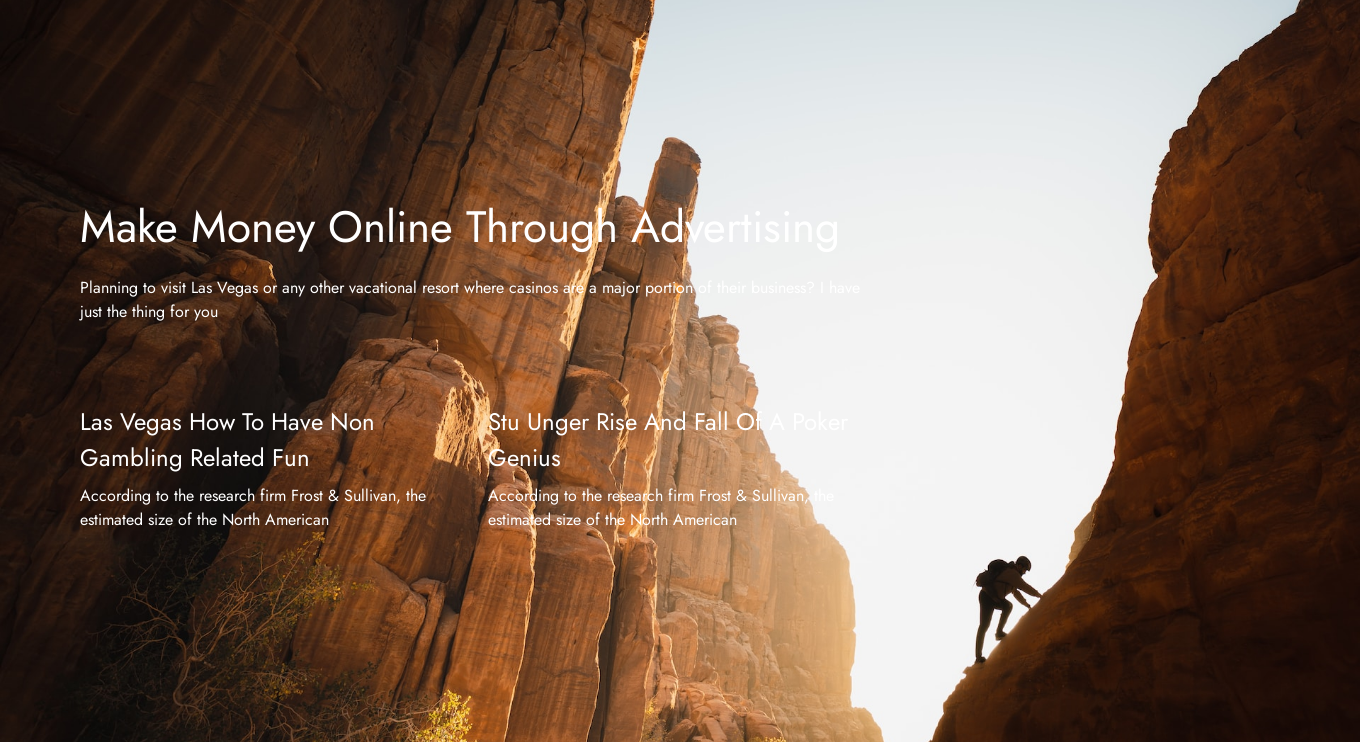 Make Money Online Through Advertising
Planning to visit Las Vegas or any other vacational resort where casinos are a major portion of their business? I have
just the thing for you
Las Vegas How To Have Non
Gambling Related Fun
According to the research firm Frost & Sullivan, the
estimated size of the North American
Stu Unger Rise And Fall Of A Poker
Genius
According to the research firm Frost & Sullivan, the
estimated size of the North American